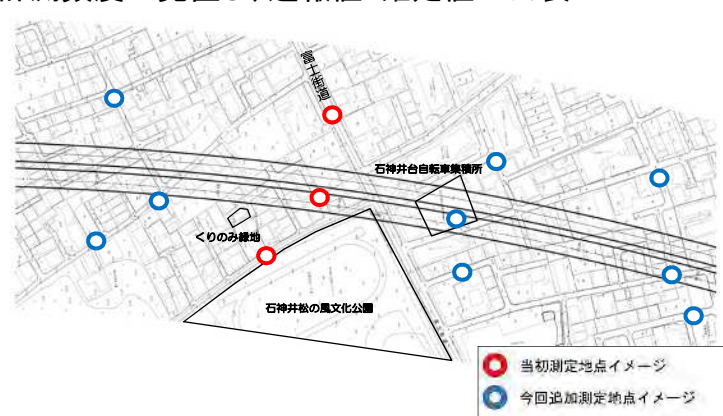 富士街道
石神井台自転車集積所
くりのみ緑地
石神井松の風文化公園
当初測定地点イメージ
今回追加測定地点イメージ